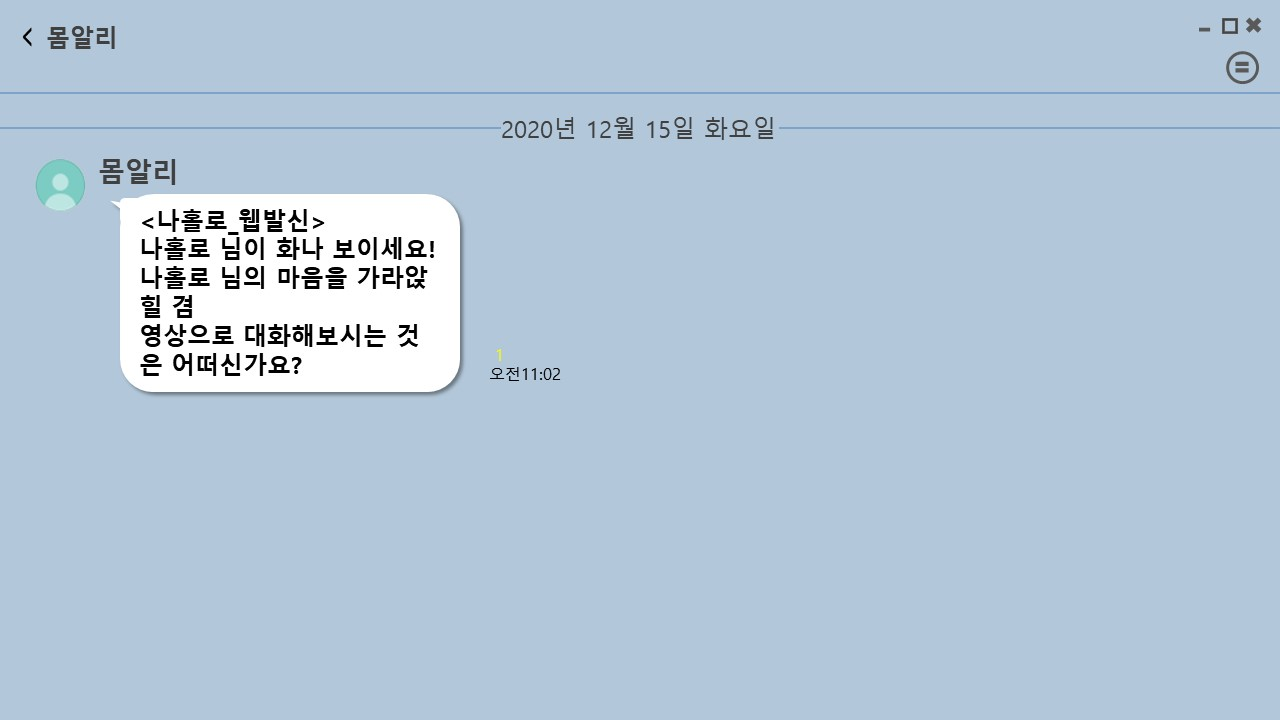 몸알리
2020년 12월 15일 화요일
몸알리
<나홀로_웹발신>
나홀로 님이 화나 보이세요!
나홀로 님의 마음을 가라앉
힐 겸
영상으로 대화해보시는 것
은 어떠신가요?
1
오전11:02